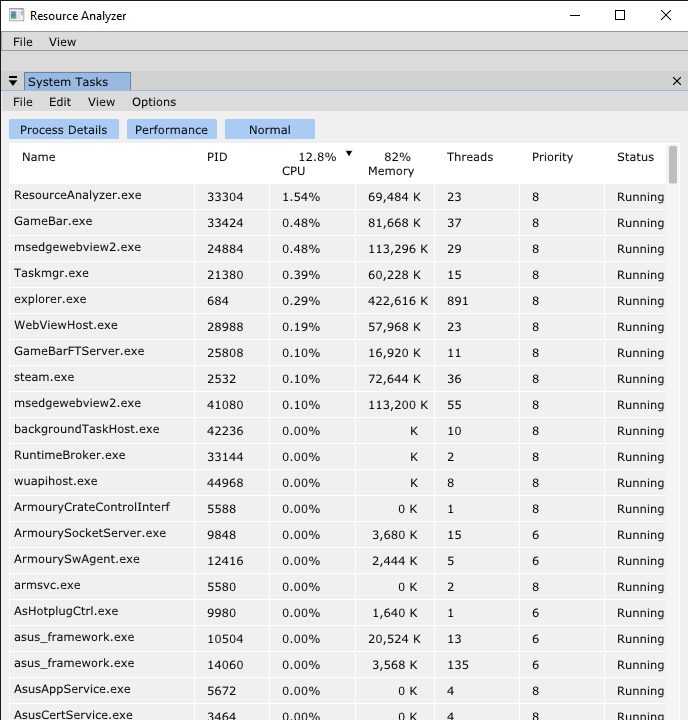 Resource Analyzer
File View
System Tasks
File Edit View Options
Process Details Performance Normal
Name PID 12.8% CPU 82% Memory Threads Priority Status
ResourceAnalyzer.exe 33304 1.54% 69,484 K 23 8 Running
GameBar.exe 33424 0.48% 81,668 K 37 8 Running
msedgewebview2.exe 24884 0.48% 113,296 K 29 8 Running
Taskmgr.exe 21380 0.39% 60,228 K 15 8 Running
explorer.exe 684 0.29% 422,616 K 891 8 Running
WebViewHost.exe 28988 0.19% 57,968 K 23 8 Running
GameBarFTServer.exe 25808 0.10% 16,920 K 11 8 Running
steam.exe 2532 0.10% 72,644 K 36 8 Running
msedgewebview2.exe 41080 0.10% 113,200 K 55 8 Running
backgroundTaskHost.exe 42236 0.00% K 10 8 Running
RuntimeBroker.exe 33144 0.00% K 2 8 Running
wuapihost.exe 44968 0.00% K 8 8 Running
ArmouryCrateControlInterf 5588 0.00% 0 K 1 8 Running
ArmourySocketServer.exe 9848 0.00% 3,680 K 15 6 Running
ArmourySwAgent.exe 12416 0.00% 2,444 K 5 6 Running
armsvc.exe 5580 0.00% 0 K 2 8 Running
AsHotplugCtrl.exe 9980 0.00% 1,640 K 1 6 Running
asus_framework.exe 10504 0.00% 20,524 K 13 6 Running
asus_framework.exe 14060 0.00% 3,568 K 135 6 Running
AsusAppService.exe 5672 0.00% 0 K 4 8 Running
AsusCertService.exe 3464 0.00% 0 K 4 8 Running